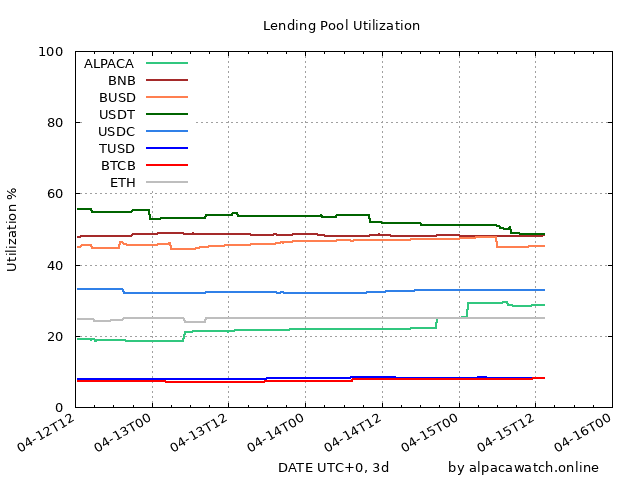 Lending Pool Utilization
100
80
60
40
20
0
Utilization %
ALPACA
BNB
BUSD
USDT
USDC
TUSD
BTCB
ETH
04-12T12
04-13T00
04-13T12
04-14T00
04-14T12
04-15T00
04-15T12
04-16T00
DATE UTC+0, 3d
by alpacawatch.online